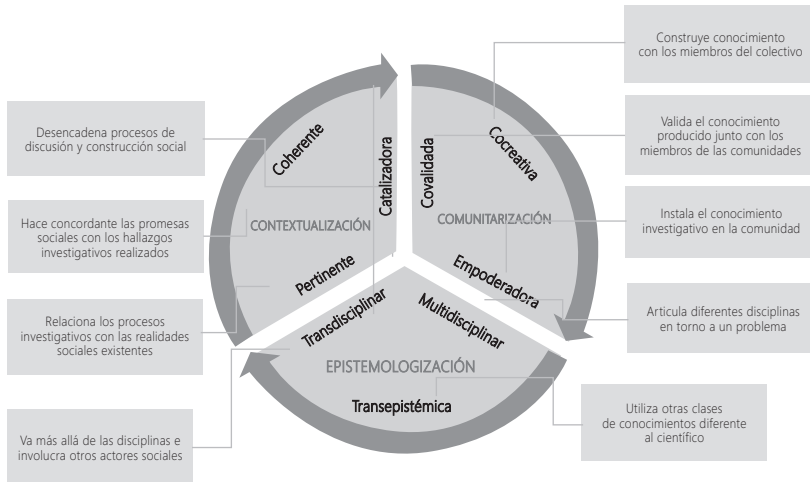 Construye conocimiento
con los miembros del colectivo
Valida el conocimiento
producido junto con los
miembros de las comunidades
Instala el conocimiento
investigativo en la comunidad
Articula diferentes disciplinas
en torno a un problema
Utiliza otras clases
de conocimientos diferente
al científico
Desencadena procesos de
discusión y construcción social
Hace concordante las promesas
sociales con los hallazgos
investigativos realizados
Relaciona los procesos
investigativos con las realidades
sociales existentes
Va más allá de las disciplinas e
involucra otros actores sociales
Coherente
Catalizadora
CONTEXTUALIZACIÓN
Pertinente
Covalidada
Cocreativa
COMUNITARIZACIÓN
Empoderadora
Transdisciplinar
Multidisciplinar
EPISTEMOLOGIZACIÓN
Transepistémica